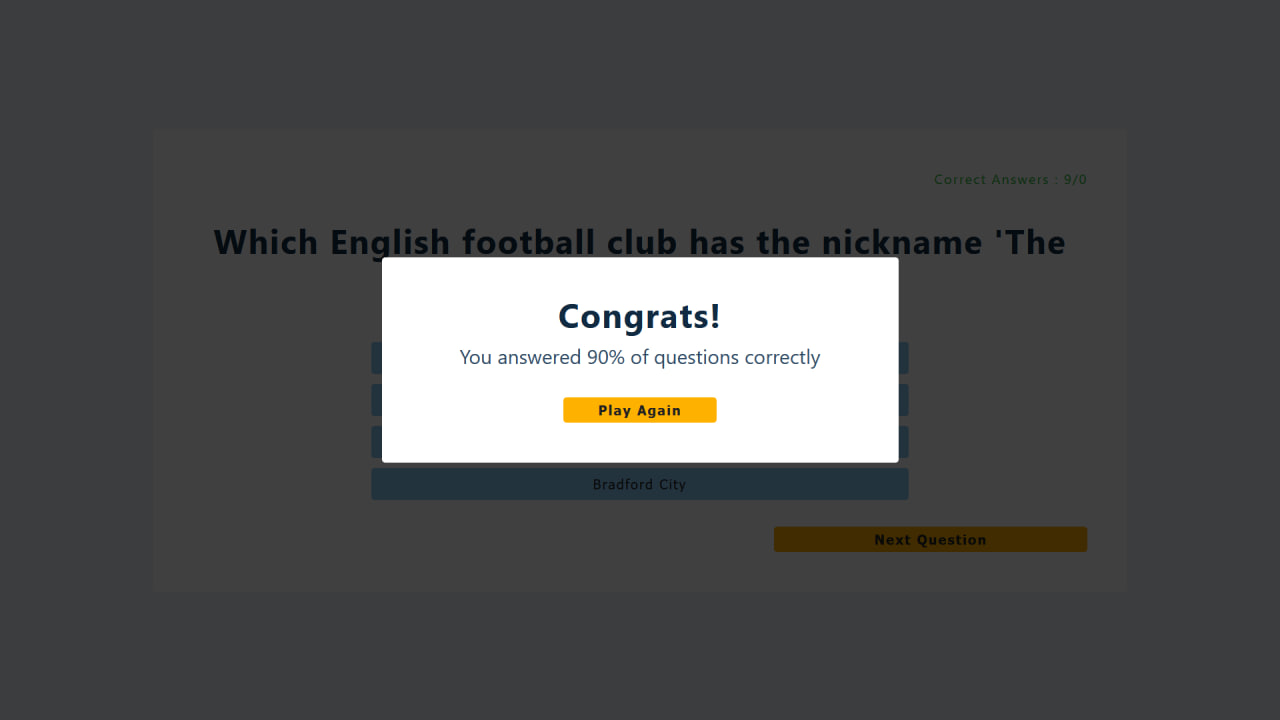 Correct Answers : 9/0
Which English football club has the nickname 'The
Congrats!
You answered 90% of questions correctly
Play Again
Bradford City
Next Question